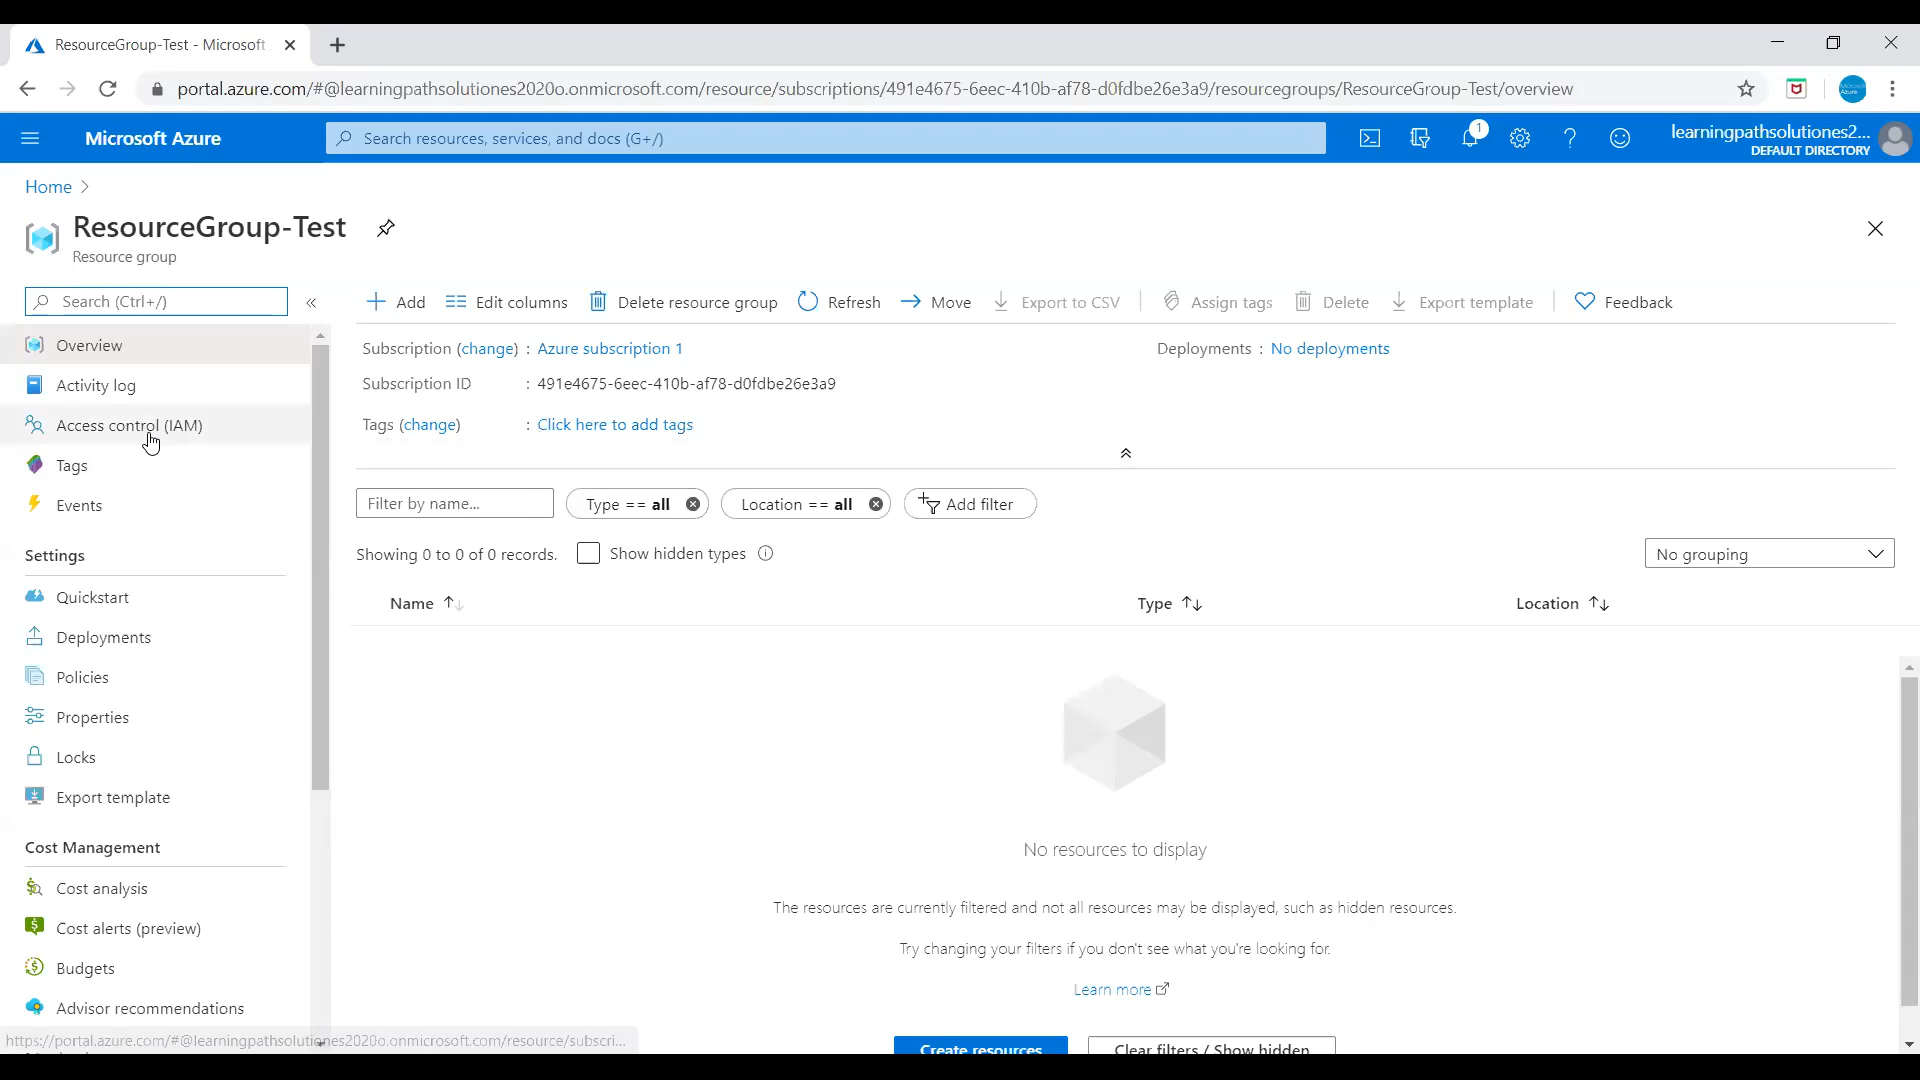 ResourceGroup-Test - Microsoft
portal.azure.com/#@learningpathsolutiones2020o.onmicrosoft.com/resource/subscriptions/491e4675-6eec-410b-af78-d0fdbe26e3a9/resourcegroups/ResourceGroup-Test/overview
Microsoft Azure
Search resources, services, and docs (G+/)
1
learningpathsolutiones2...
DEFAULT DIRECTORY
Home >
ResourceGroup-Test
Resource group
Search (Ctrl+/)
«
Add
Edit columns
Delete resource group
Refresh
Move
Export to CSV
Assign tags
Delete
Export template
Feedback
Overview
Activity log
Access control (IAM)
Tags
Events
Settings
Quickstart
Deployments
Policies
Properties
Locks
Export template
Cost Management
Cost analysis
Cost alerts (preview)
Budgets
Advisor recommendations
Subscription (change) : Azure subscription 1
Deployments : No deployments
Subscription ID : 491e4675-6eec-410b-af78-d0fdbe26e3a9
Tags (change) : Click here to add tags
Filter by name...
Type == all
Location == all
Add filter
Showing 0 to 0 of 0 records.
Show hidden types
No grouping
Name
Type
Location
No resources to display
The resources are currently filtered and not all resources may be displayed, such as hidden resources.
Try changing your filters if you don't see what you're looking for.
Learn more
Create resources
Clear filters / Show hidden
https://portal.azure.com/#@learningpathsolutiones2020o.onmicrosoft.com/resource/subscri...